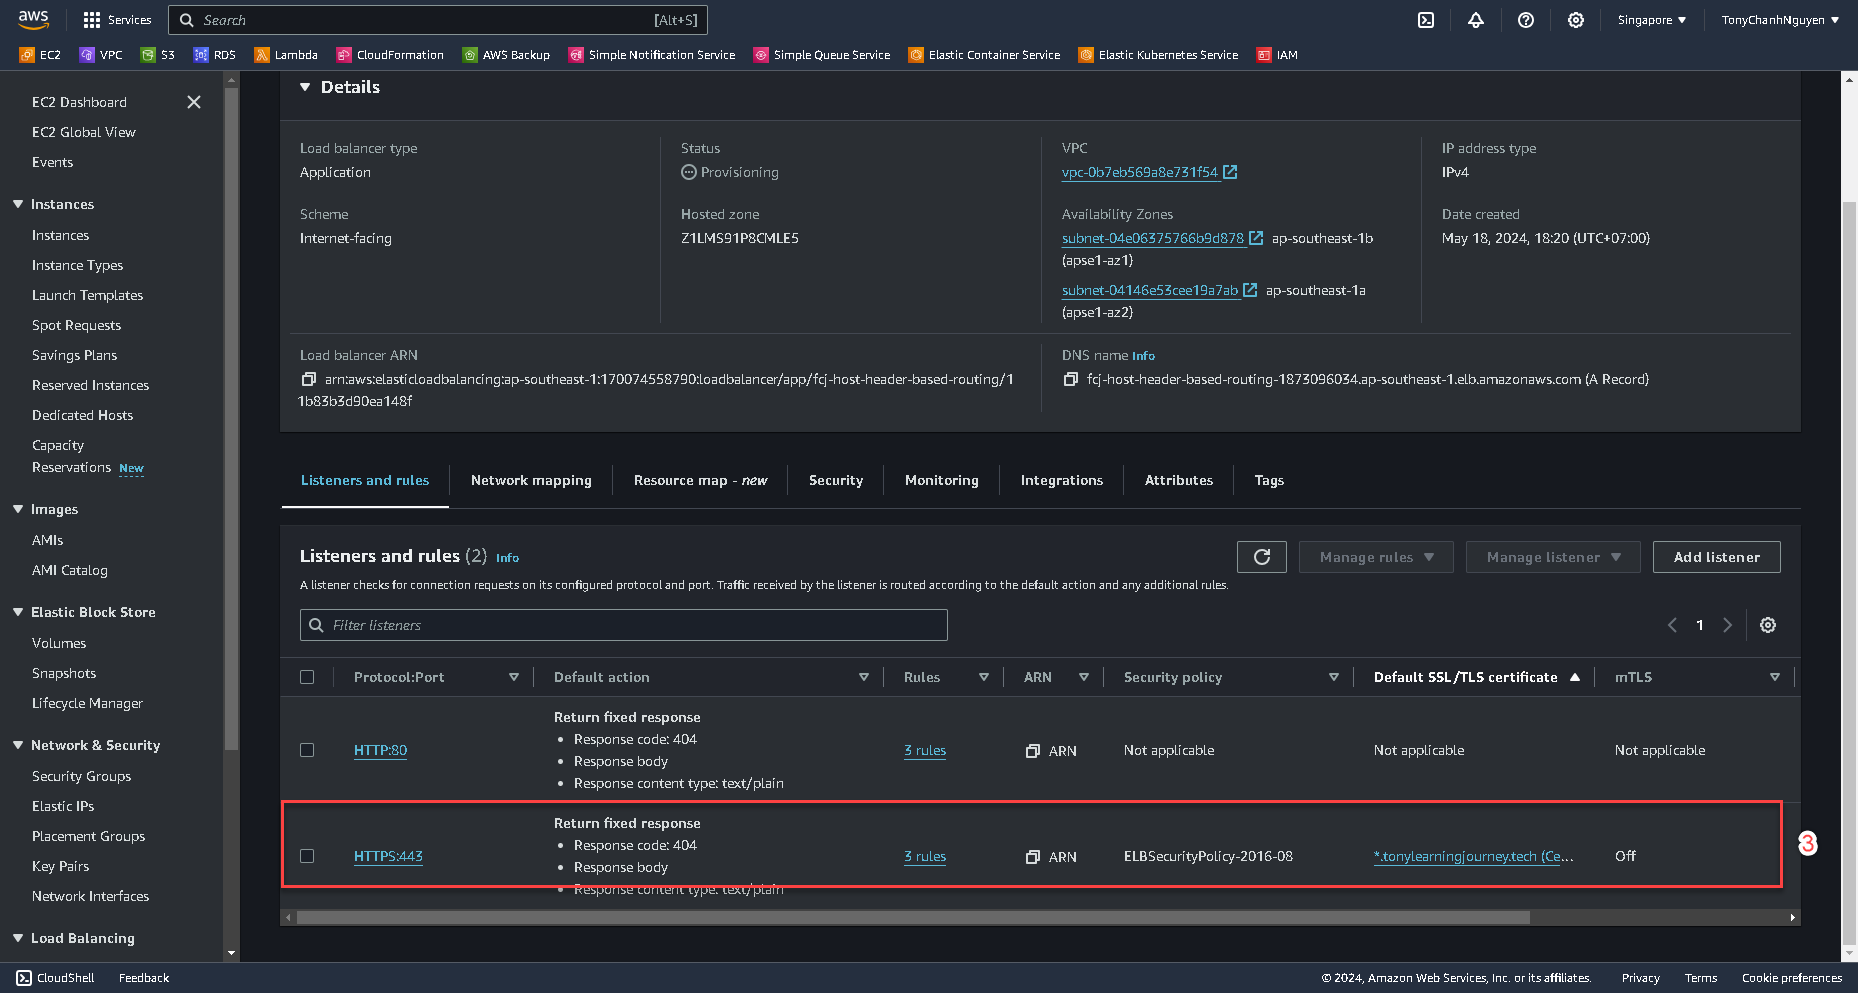 aws
Services
Search
[Alt+S]
Singapore
TonyChanhNguyen
EC2
VPC
S3
RDS
Lambda
CloudFormation
AWS Backup
Simple Notification Service
Simple Queue Service
Elastic Container Service
Elastic Kubernetes Service
IAM
EC2 Dashboard
EC2 Global View
Events
Instances
Instances
Instance Types
Launch Templates
Spot Requests
Savings Plans
Reserved Instances
Dedicated Hosts
Capacity
Reservations New
Images
AMIs
AMI Catalog
Elastic Block Store
Volumes
Snapshots
Lifecycle Manager
Network & Security
Security Groups
Elastic IPs
Placement Groups
Key Pairs
Network Interfaces
Load Balancing
Details
Load balancer type
Application
Status
Provisioning
VPC
vpc-0b7eb569a8e731f54
IP address type
IPv4
Scheme
Internet-facing
Hosted zone
Z1LMS91P8CMLE5
Availability Zones
subnet-04e06375766b9d878 ap-southeast-1b
(apse1-az1)
subnet-04146e53cee19a7ab ap-southeast-1a
(apse1-az2)
Date created
May 18, 2024, 18:20 (UTC+07:00)
Load balancer ARN
arn:aws:elasticloadbalancing:ap-southeast-1:170074558790:loadbalancer/app/fcj-host-header-based-routing/1
1b83b3d90ea148f
DNS name Info
fcj-host-header-based-routing-1873096034.ap-southeast-1.elb.amazonaws.com (A Record)
Listeners and rules
Network mapping
Resource map - new
Security
Monitoring
Integrations
Attributes
Tags
Listeners and rules (2) Info
Manage rules
Manage listener
Add listener
A listener checks for connection requests on its configured protocol and port. Traffic received by the listener is routed according to the default action and any additional rules.
Filter listeners
1
Protocol:Port
Default action
Rules
ARN
Security policy
Default SSL/TLS certificate
mTLS
HTTP:80
Return fixed response
• Response code: 404
• Response body
• Response content type: text/plain
3 rules
ARN
Not applicable
Not applicable
Not applicable
HTTPS:443
Return fixed response
• Response code: 404
• Response body
• Response content type: text/plain
3 rules
ARN
ELBSecurityPolicy-2016-08
*.tonylearningjourney.tech (Ce...
Off
3
CloudShell
Feedback
© 2024, Amazon Web Services, Inc. or its affiliates.
Privacy
Terms
Cookie preferences